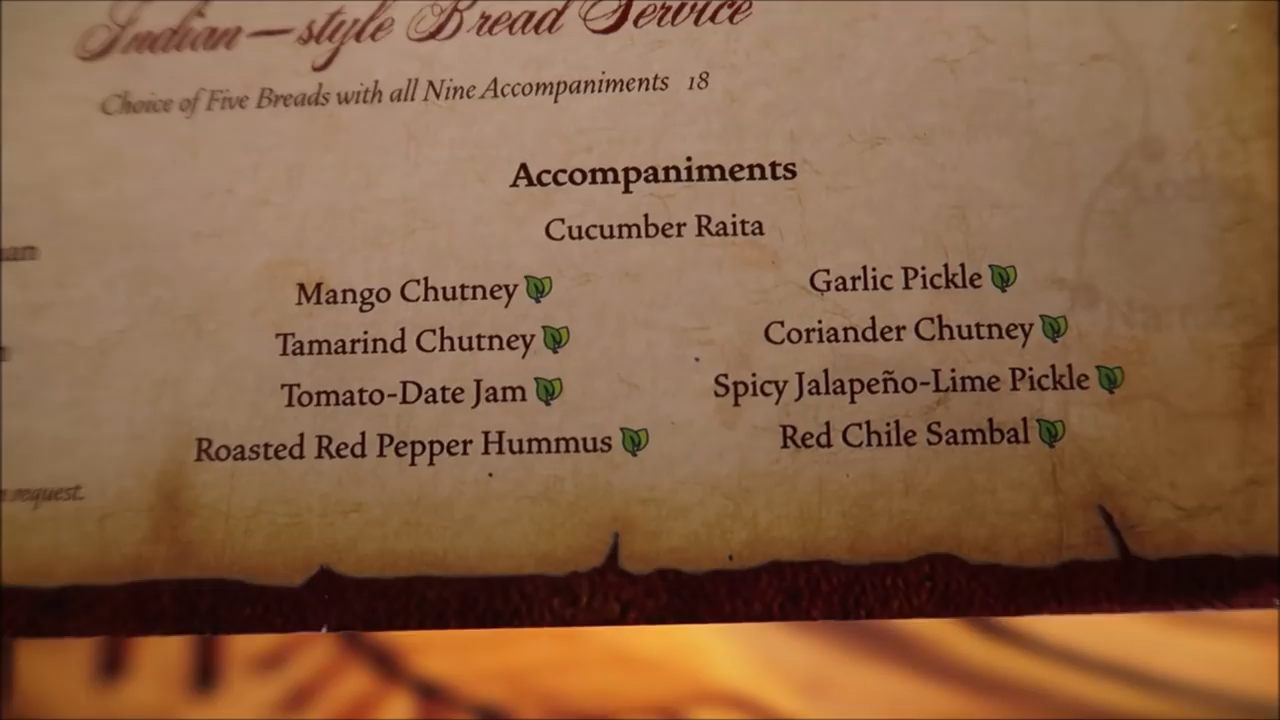 Indian-style Bread Service
Choice of Five Breads with all Nine Accompaniments 18
Accompaniments
Cucumber Raita
Mango Chutney
Tamarind Chutney
Tomato-Date Jam
Roasted Red Pepper Hummus
Garlic Pickle
Coriander Chutney
Spicy Jalapeño-Lime Pickle
Red Chile Sambal
request.